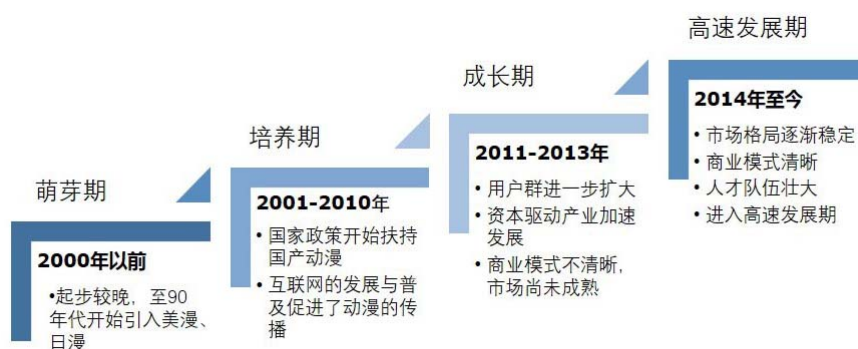 萌芽期
2000年以前
•起步较晚，至90
年代开始引入美漫、
日漫
培养期
2001-2010年
• 国家政策开始扶持
国产动漫
• 互联网的发展与普
及促进了动漫的传
播
成长期
2011-2013年
• 用户群进一步扩大
• 资本驱动产业加速
发展
• 商业模式不清晰，
市场尚未成熟
高速发展期
2014年至今
• 市场格局逐渐稳定
• 商业模式清晰
• 人才队伍壮大
• 进入高速发展期